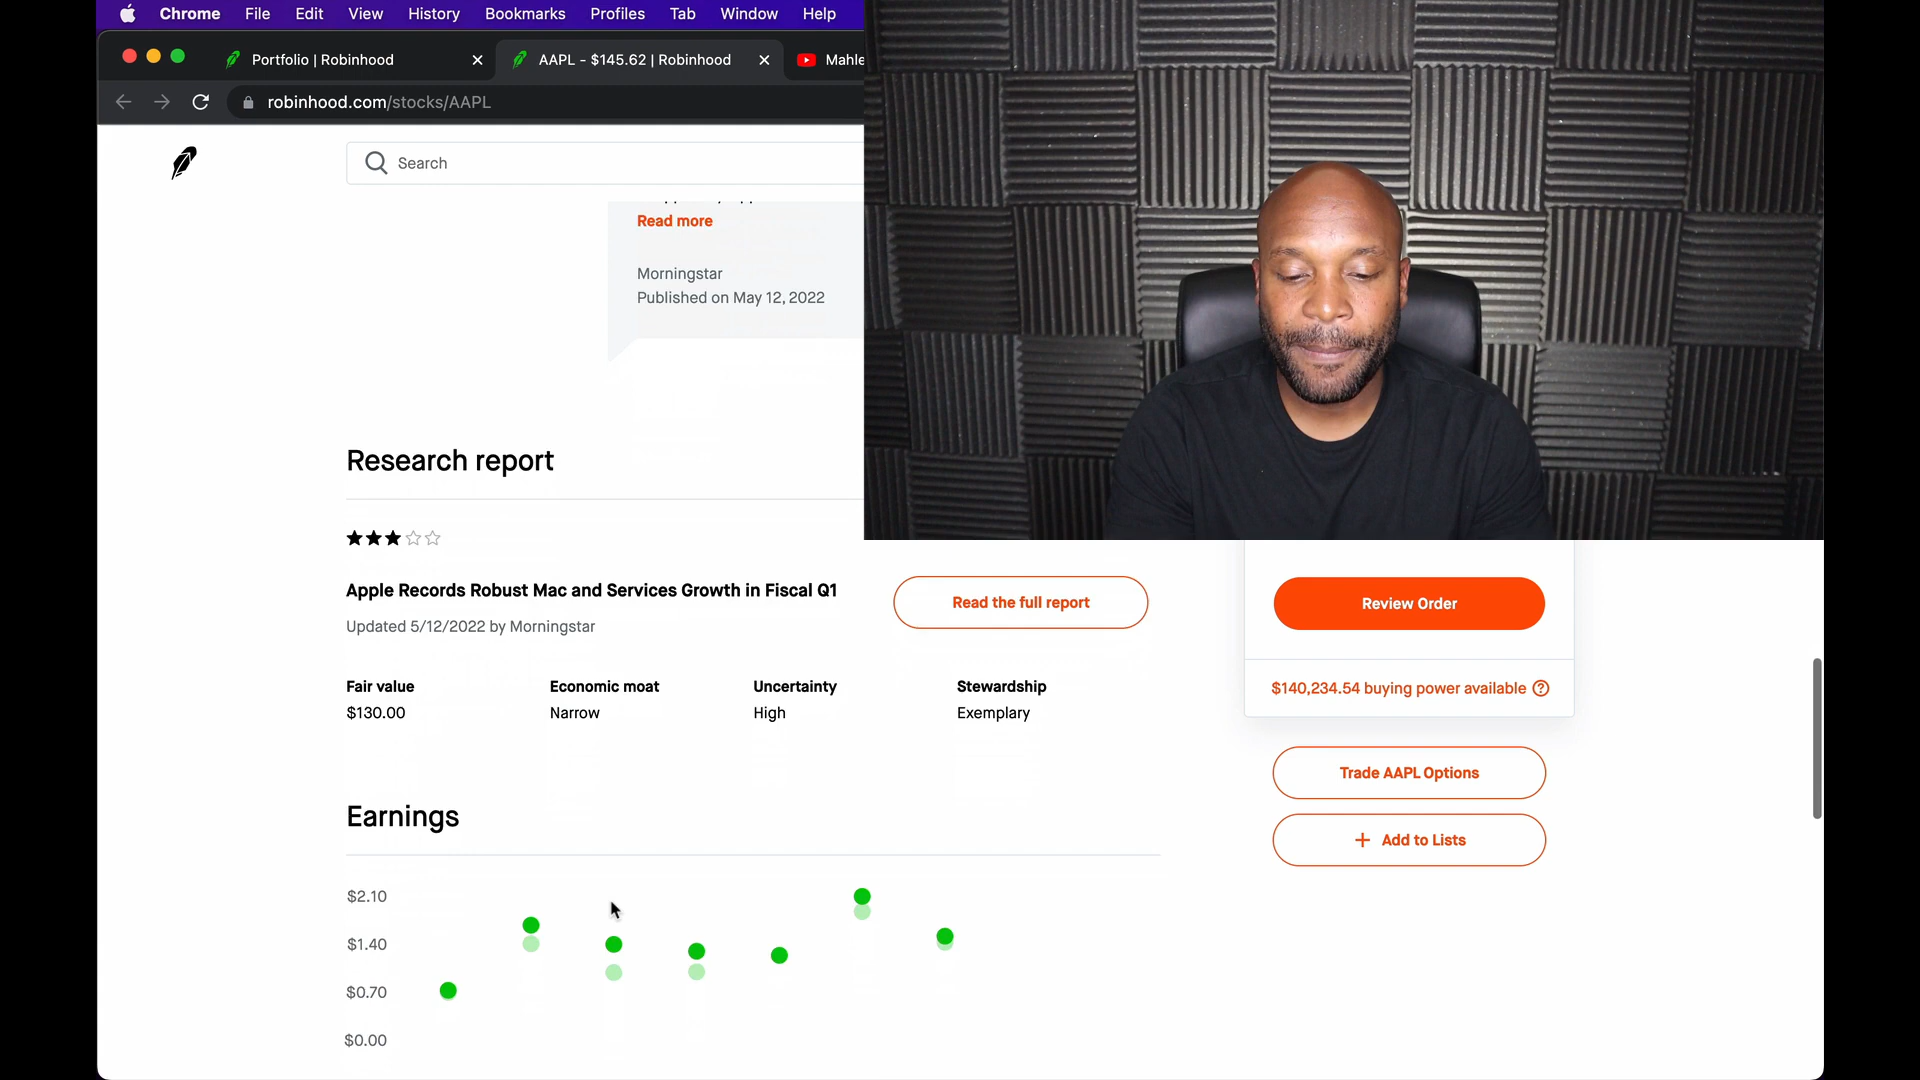 Chrome File Edit View History Bookmarks Profiles Tab Window Help
Portfolio | Robinhood
AAPL - $145.62 | Robinhood
Mahle
robinhood.com/stocks/AAPL
Search
Read more
Morningstar
Published on May 12, 2022
Research report
Apple Records Robust Mac and Services Growth in Fiscal Q1
Updated 5/12/2022 by Morningstar
Read the full report
Fair value
$130.00
Economic moat
Narrow
Uncertainty
High
Stewardship
Exemplary
Review Order
$140,234.54 buying power available
Trade AAPL Options
+ Add to Lists
Earnings
$2.10
$1.40
$0.70
$0.00